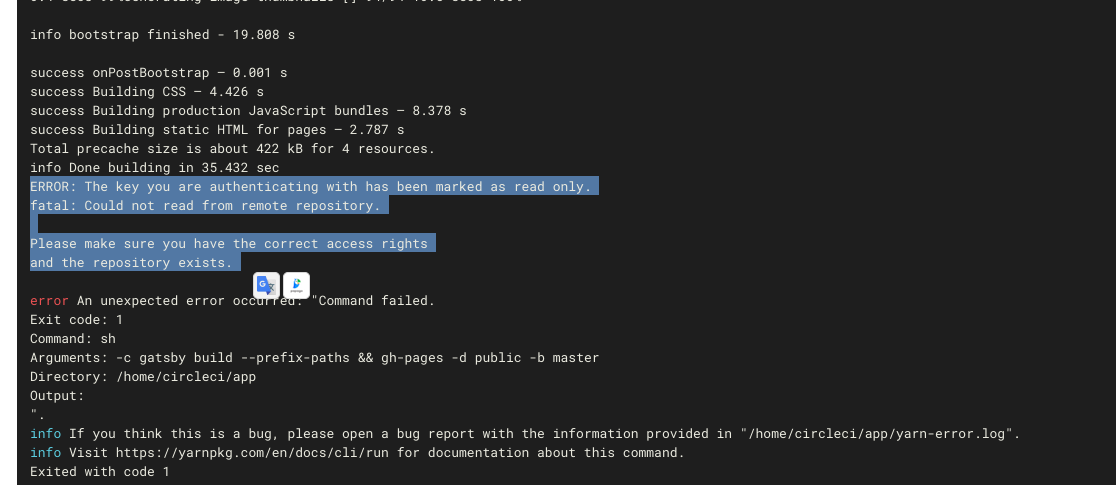 info bootstrap finished - 19.808 s
success onPostBootstrap — 0.001 s
success Building CSS — 4.426 s
success Building production JavaScript bundles — 8.378 s
success Building static HTML for pages — 2.787 s
Total precache size is about 422 kB for 4 resources.
info Done building in 35.432 sec
ERROR: The key you are authenticating with has been marked as read only.
fatal: Could not read from remote repository.
Please make sure you have the correct access rights
and the repository exists.
error An unexpected error occurred: "Command failed.
Exit code: 1
Command: sh
Arguments: -c gatsby build --prefix-paths && gh-pages -d public -b master
Directory: /home/circleci/app
Output:
".
info If you think this is a bug, please open a bug report with the information provided in "/home/circleci/app/yarn-error.log".
info Visit https://yarnpkg.com/en/docs/cli/run for documentation about this command.
Exited with code 1